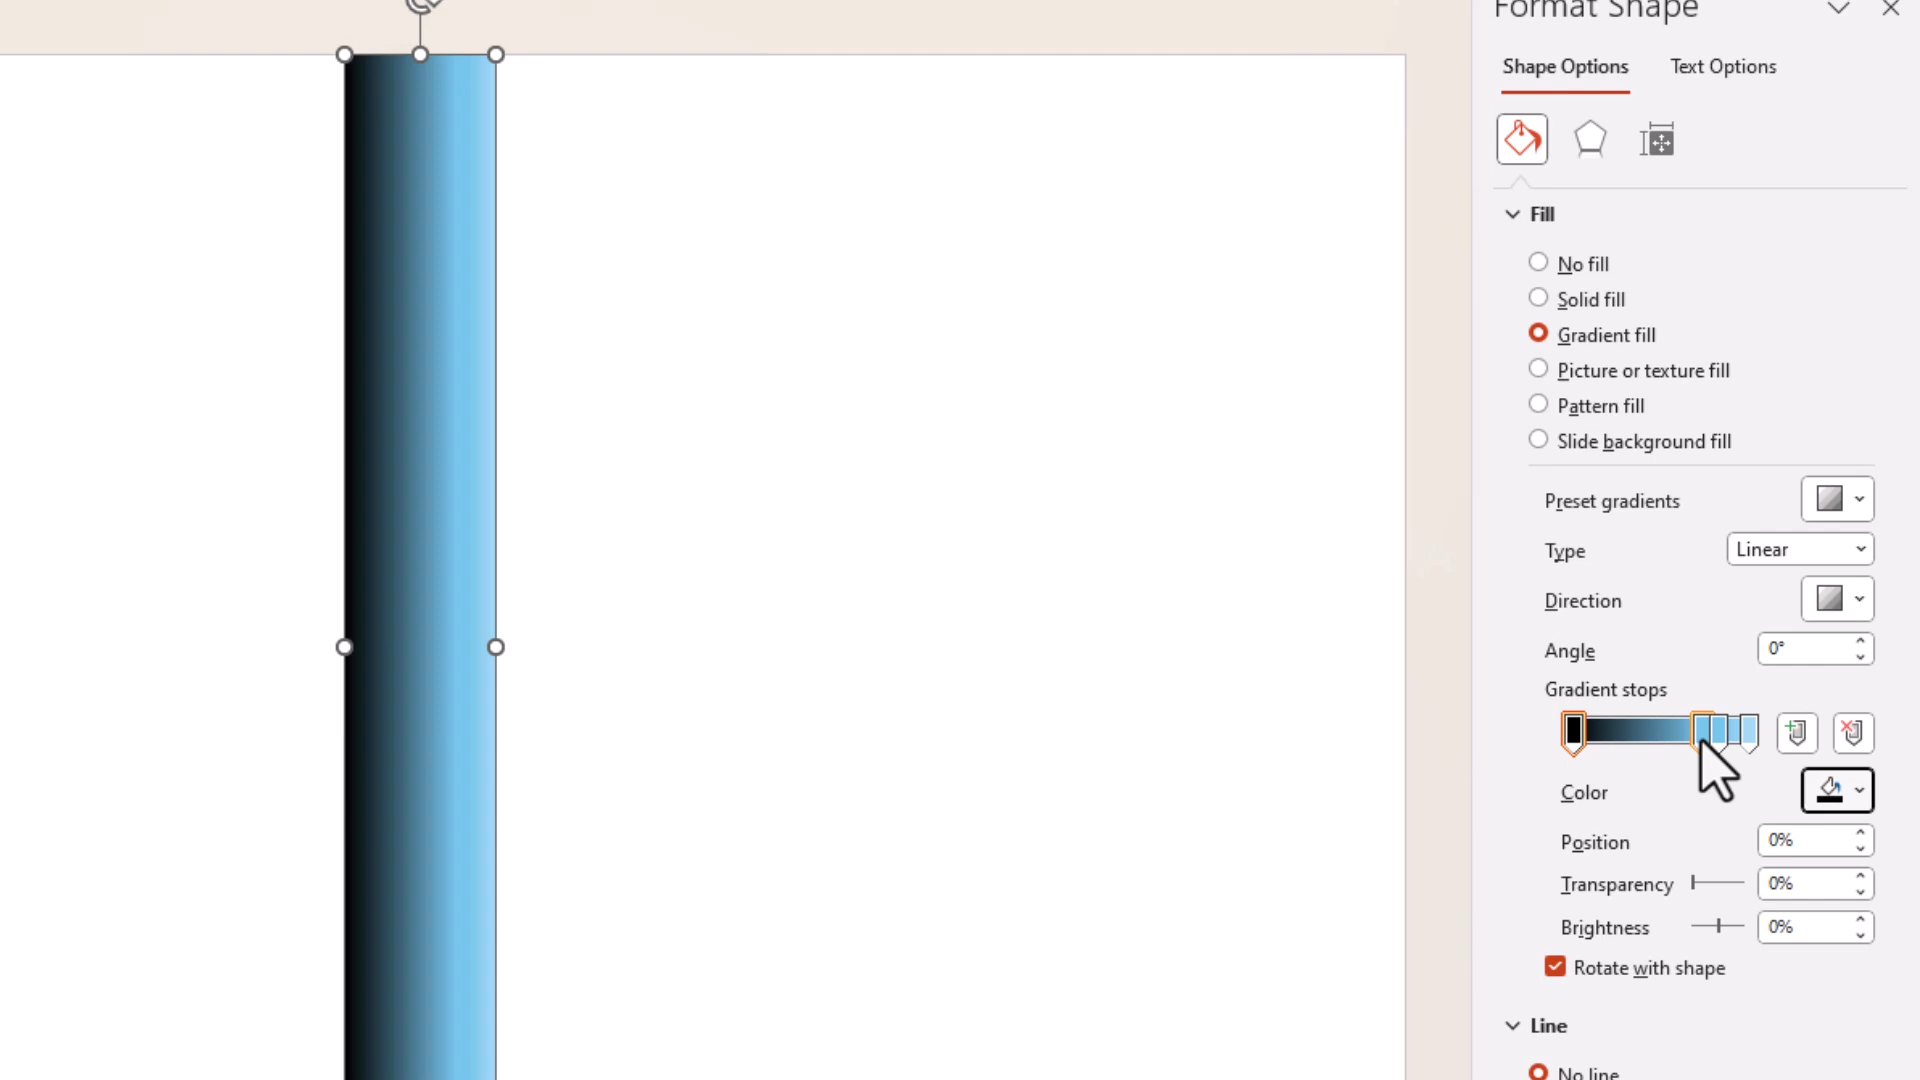 Format Shape
Shape Options
Text Options
Fill
No fill
Solid fill
Gradient fill
Picture or texture fill
Pattern fill
Slide background fill
Preset gradients
Type
Linear
Direction
Angle
0°
Gradient stops
Color
Position
0%
Transparency
0%
Brightness
0%
Rotate with shape
Line
No line